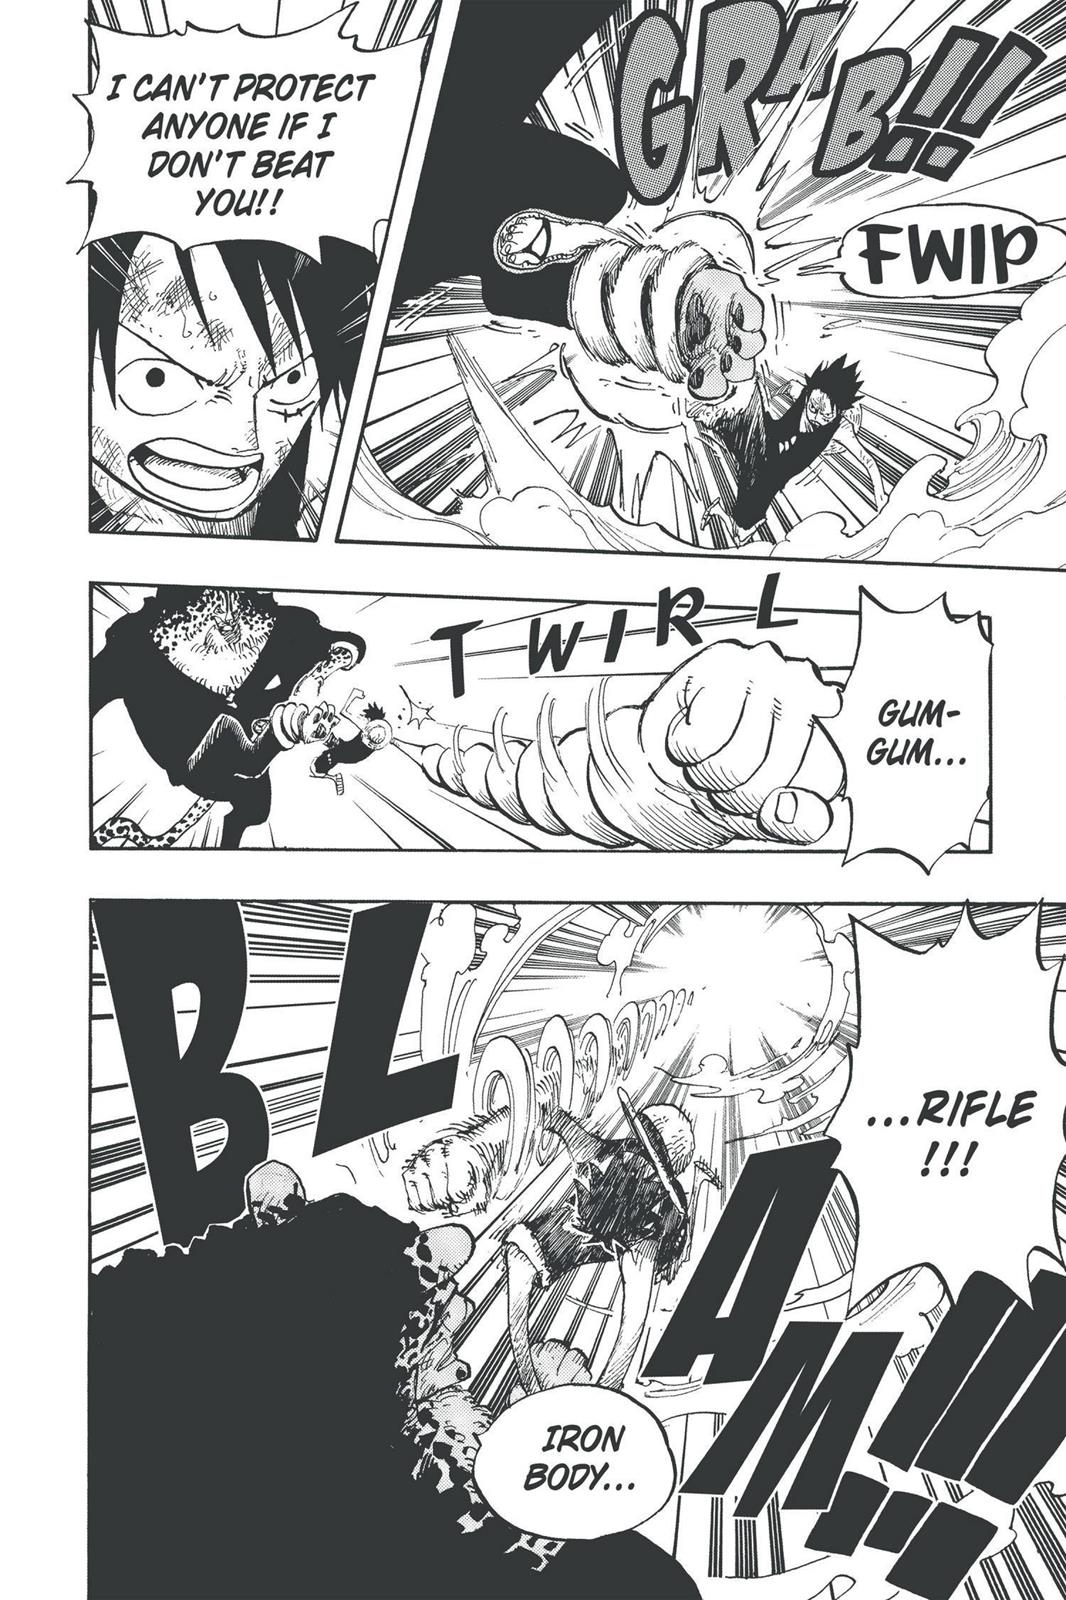 I CAN'T PROTECT
ANYONE IF I
DON'T BEAT
YOU!!
GRAB!!
FWIP
TWIRL
GUM-
GUM...
BLAM!!!
...RIFLE
!!!
IRON
BODY...